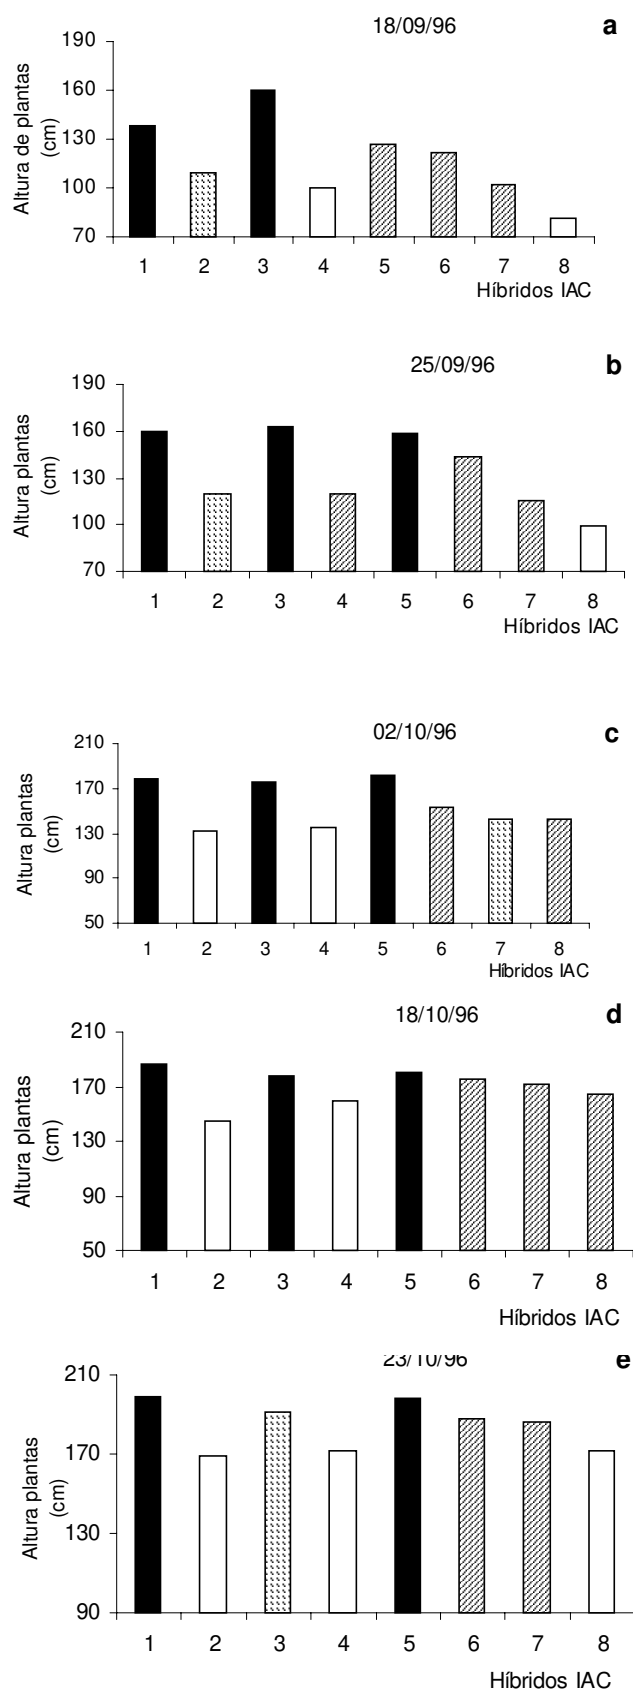 18/09/96 a
190
160
130
100
70
Altura de plantas
(cm)
1 2 3 4 5 6 7 8
Híbridos IAC
25/09/96 b
190
160
130
100
70
Altura plantas
(cm)
1 2 3 4 5 6 7 8
Híbridos IAC
02/10/96 c
210
170
130
90
50
Altura plantas
(cm)
1 2 3 4 5 6 7 8
Híbridos IAC
18/10/96 d
210
170
130
90
50
Altura plantas
(cm)
1 2 3 4 5 6 7 8
Híbridos IAC
23/10/96 e
210
170
130
90
Altura plantas
(cm)
1 2 3 4 5 6 7 8
Híbridos IAC